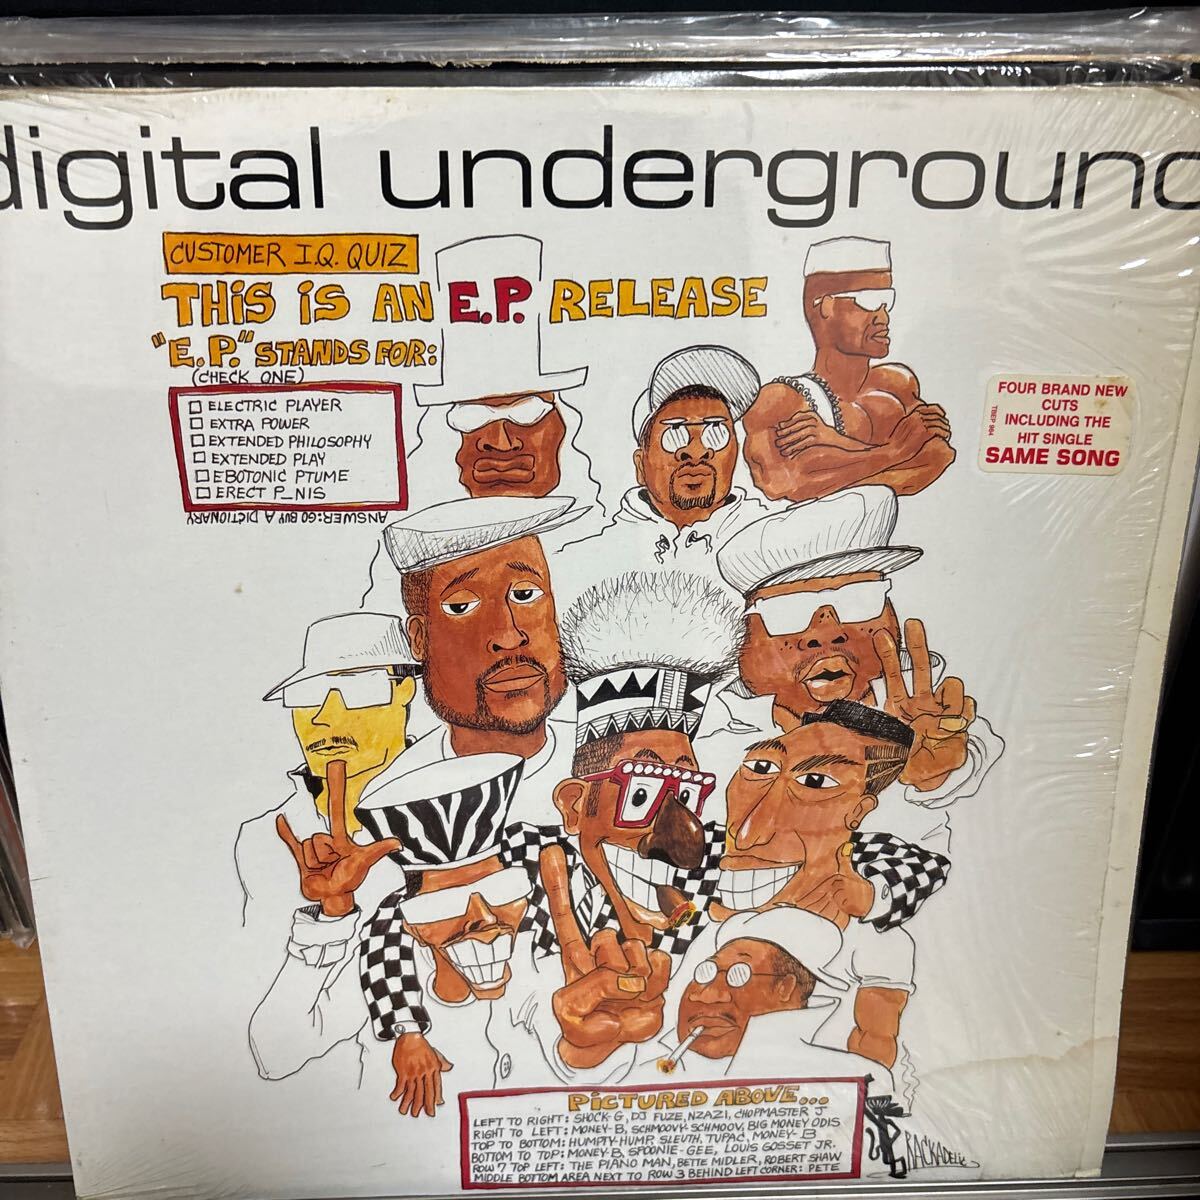 digital underground
CUSTOMER I.Q. QUIZ
THIS IS AN E.P. RELEASE
"E.P." STANDS FOR:
(CHECK ONE)
ELECTRIC PLAYER
EXTRA POWER
EXTENDED PHILOSOPHY
EXTENDED PLAY
EBOTONIC PTUME
ERECT P_NIS
ANSWER: GO BUY A DICTIONARY
FOUR BRAND NEW
CUTS
INCLUDING THE
HIT SINGLE
SAME SONG
TBEP 964
PICTURED ABOVE...
LEFT TO RIGHT: SHOCK-G, DJ FUZE, NZAZI, CHOPMASTER J
RIGHT TO LEFT: MONEY-B, SCHMOOVY-SCHMOOV, BIG MONEY ODIS
TOP TO BOTTOM: HUMPTY-HUMP, SLEUTH, TUPAC, MONEY-B
BOTTOM TO TOP: MONEY-B, SPOONIE-GEE, LOUIS GOSSET JR.
ROW 7 TOP LEFT: THE PIANO MAN, BETTE MIDLER, ROBERT SHAW
MIDDLE BOTTOM AREA NEXT TO ROW 3 BEHIND LEFT CORNER: PETE
RACKADELIC